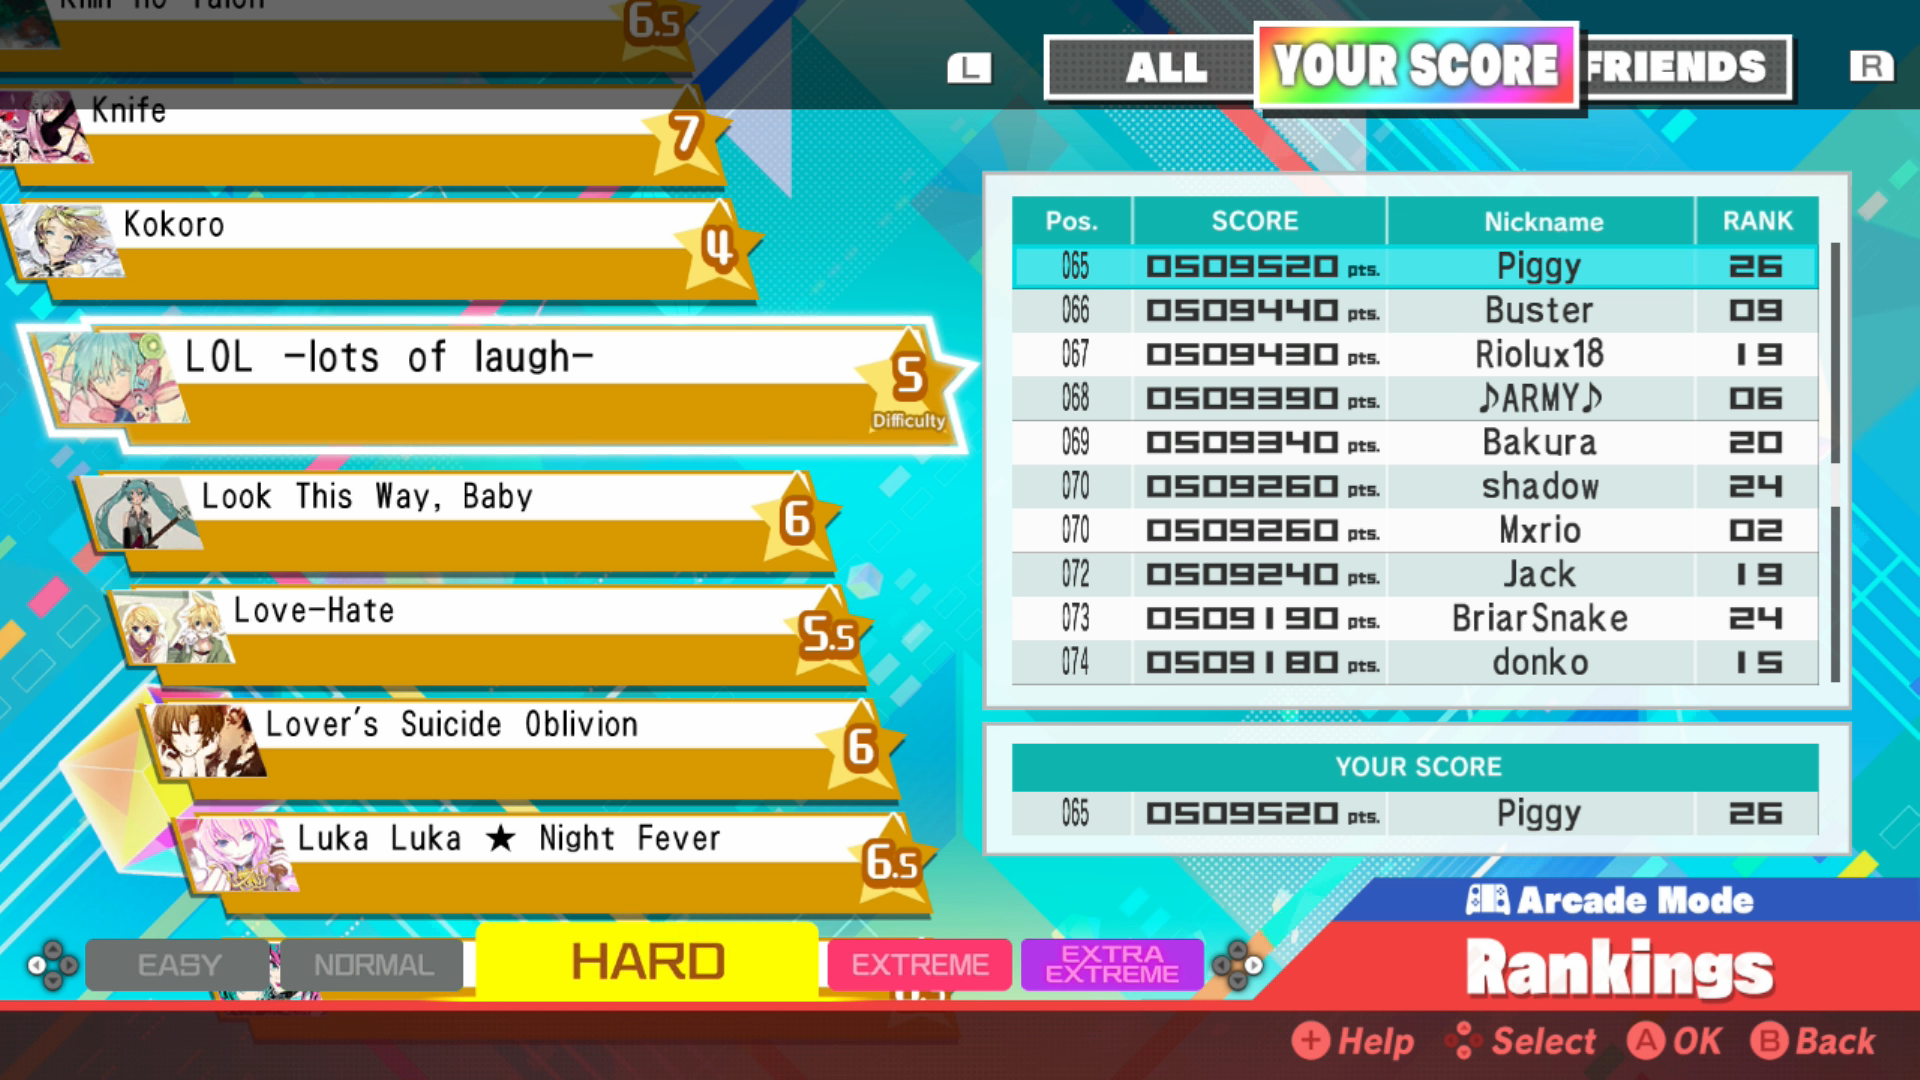 6.5
L
ALL
YOUR SCORE
FRIENDS
R
Knife
7
Kokoro
4
LOL -lots of laugh-
5
Difficulty
Look This Way, Baby
6
Love-Hate
5.5
Lover's Suicide Oblivion
6
Luka Luka ★ Night Fever
6.5
Pos. SCORE Nickname RANK
065 0509520 pts. Piggy 26
066 0509440 pts. Buster 09
067 0509430 pts. Riolux18 19
068 0509390 pts. ♪ARMY♪ 06
069 0509340 pts. Bakura 20
070 0509260 pts. shadow 24
070 0509260 pts. Mxrio 02
072 0509240 pts. Jack 19
073 0509190 pts. BriarSnake 24
074 0509180 pts. donko 15
YOUR SCORE
065 0509520 pts. Piggy 26
Arcade Mode
Rankings
EASY
NORMAL
HARD
EXTREME
EXTRA
EXTREME
+ Help
Select
A OK
B Back